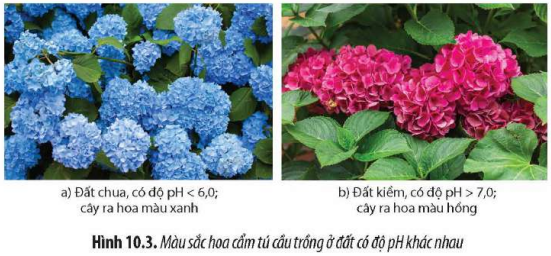 a) Đất chua, có độ pH < 6,0;
cây ra hoa màu xanh
b) Đất kiềm, có độ pH > 7,0;
cây ra hoa màu hồng
Hình 10.3. Màu sắc hoa cẩm tú cầu trồng ở đất có độ pH khác nhau